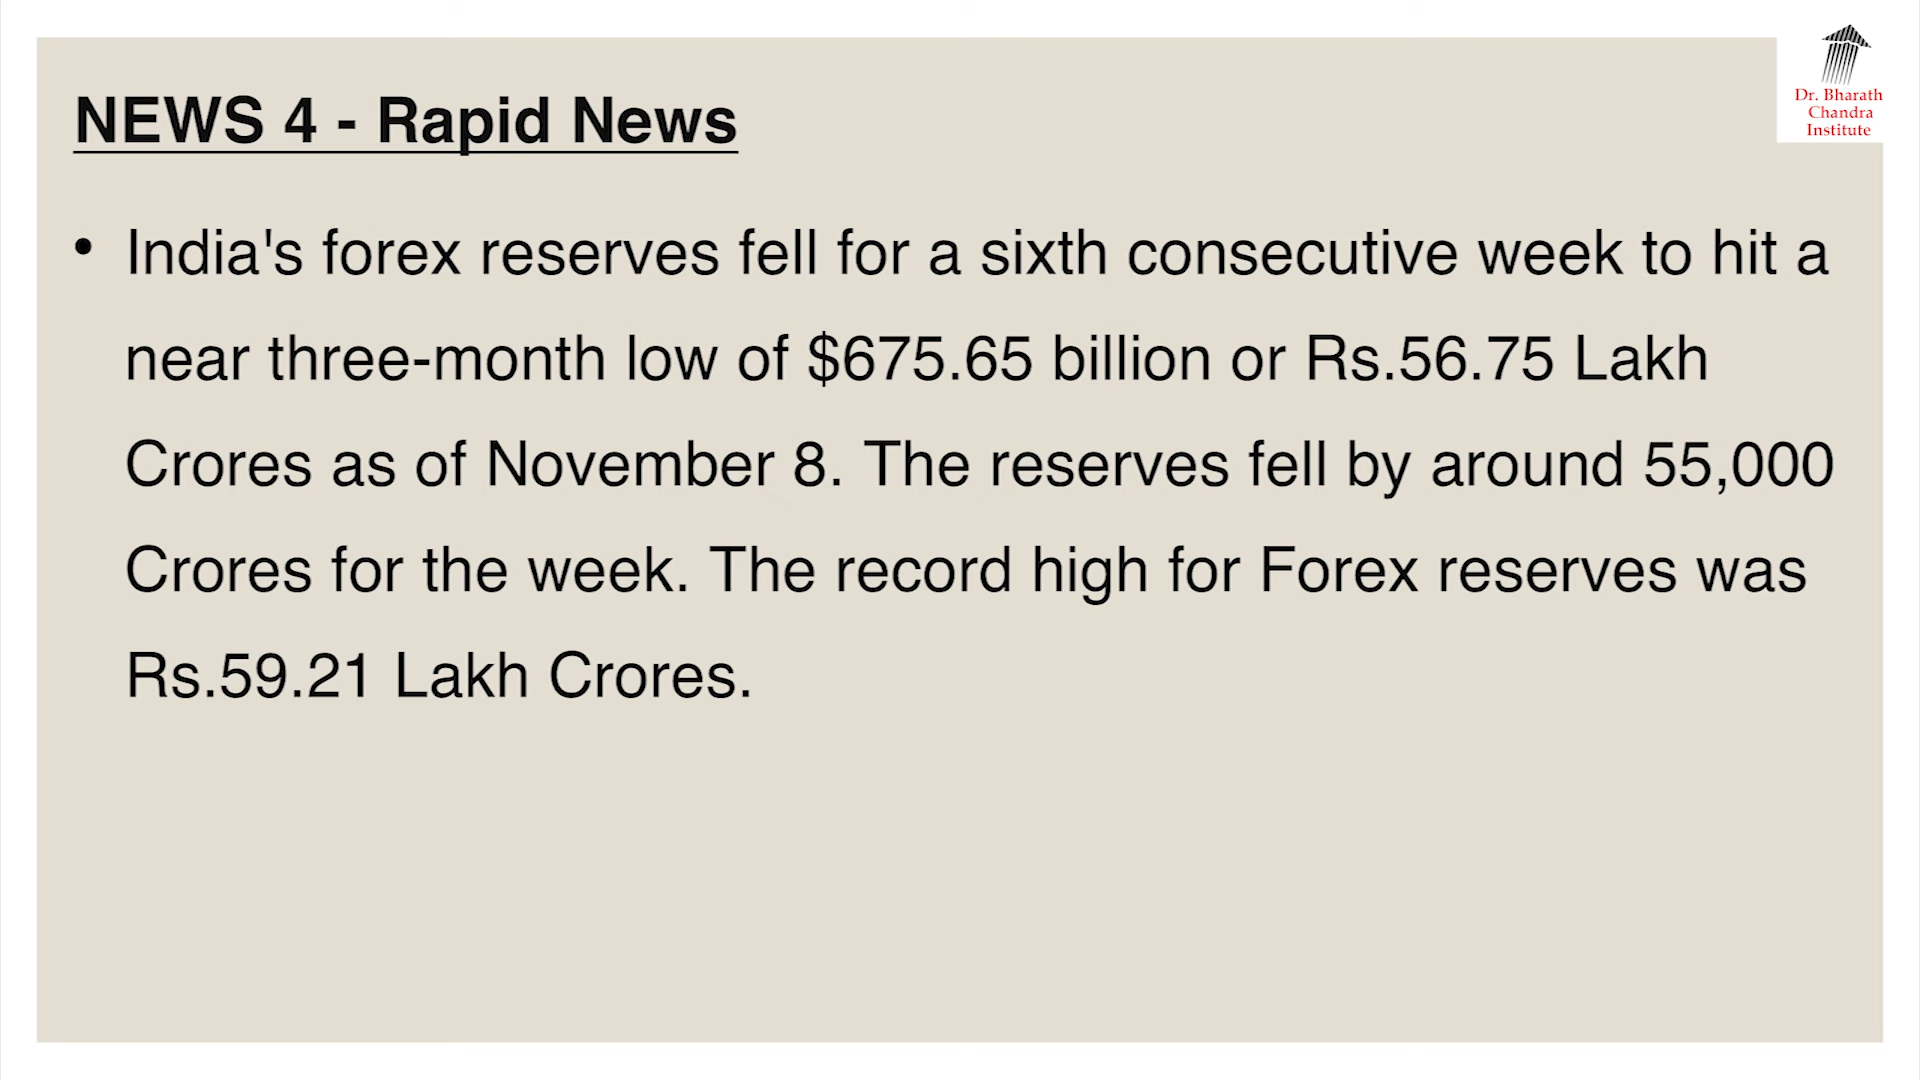 Dr. Bharath
Chandra
Institute
NEWS 4 - Rapid News
• India's forex reserves fell for a sixth consecutive week to hit a
near three-month low of $675.65 billion or Rs.56.75 Lakh
Crores as of November 8. The reserves fell by around 55,000
Crores for the week. The record high for Forex reserves was
Rs.59.21 Lakh Crores.